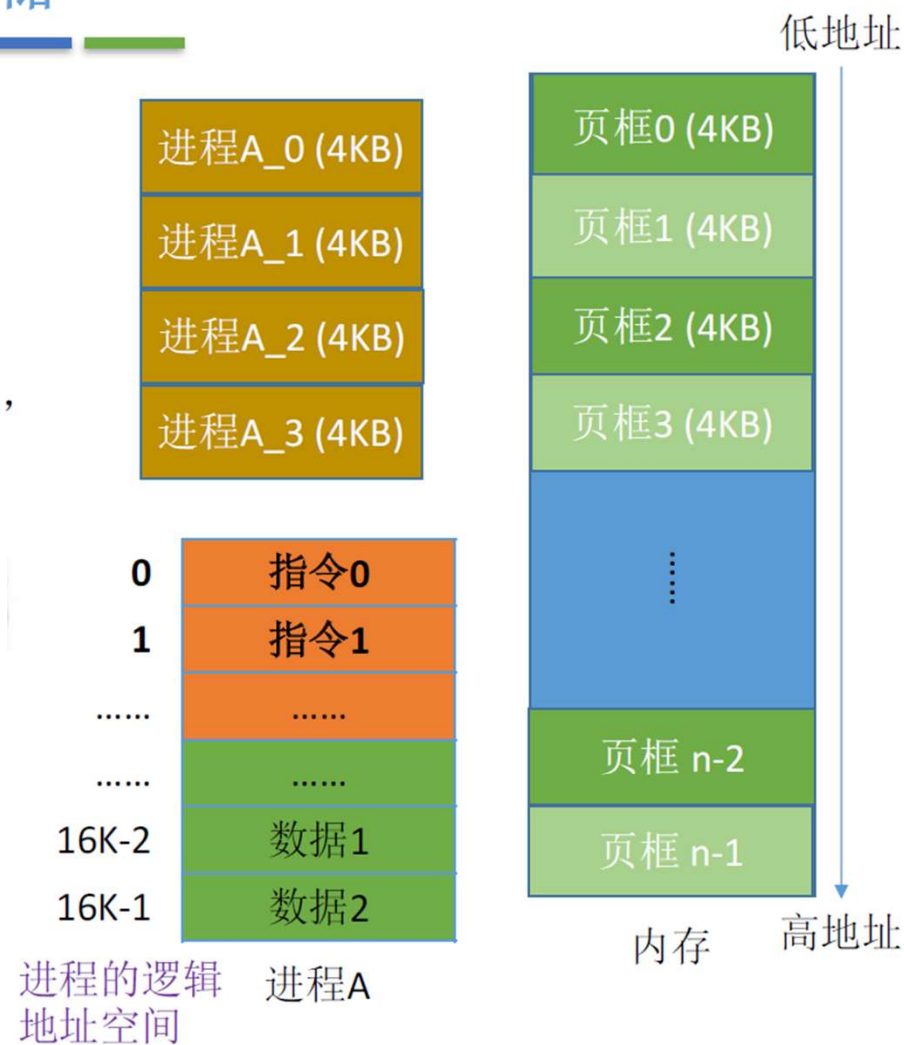 低地址
进程A_0 (4KB)
进程A_1 (4KB)
进程A_2 (4KB)
进程A_3 (4KB)
，
页框0 (4KB)
页框1 (4KB)
页框2 (4KB)
页框3 (4KB)
……
页框 n-2
页框 n-1
内存
高地址
0 指令0
1 指令1
…… ……
…… ……
16K-2 数据1
16K-1 数据2
进程的逻辑
地址空间
进程A